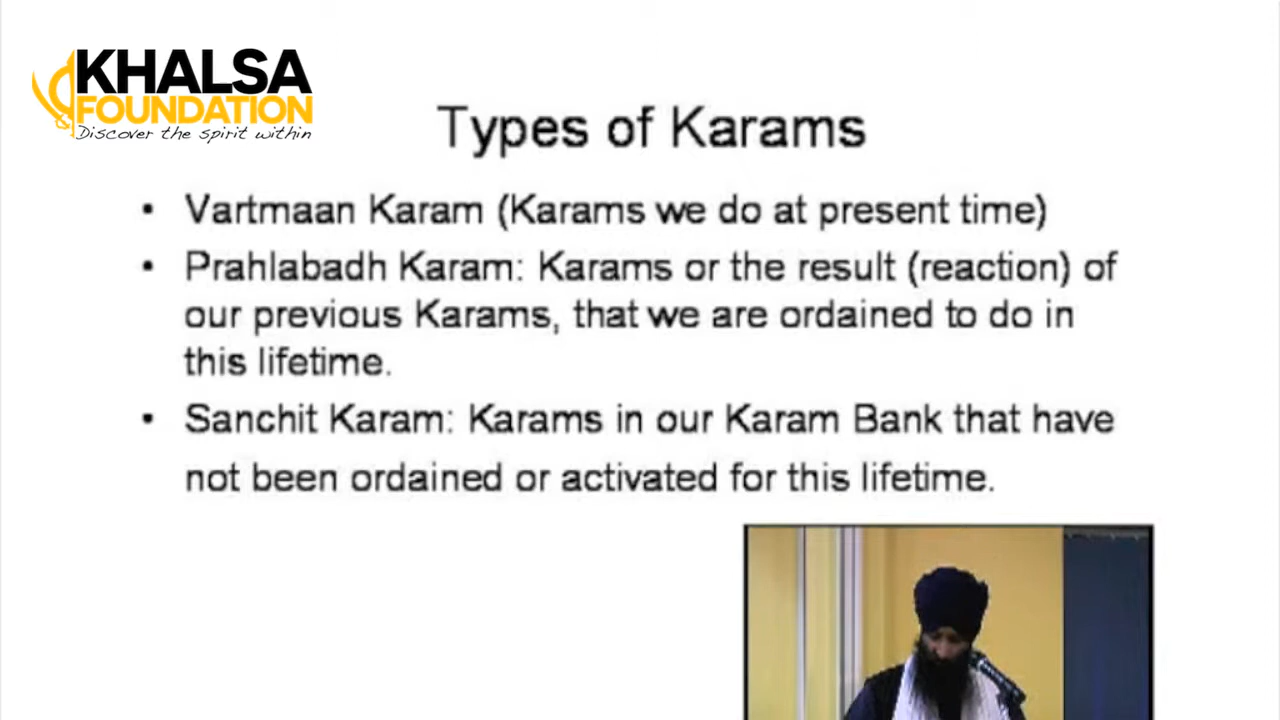 KHALSA
FOUNDATION
Discover the spirit within
Types of Karams
• Vartmaan Karam (Karams we do at present time)
• Prahlabadh Karam: Karams or the result (reaction) of
our previous Karams, that we are ordained to do in
this lifetime.
• Sanchit Karam: Karams in our Karam Bank that have
not been ordained or activated for this lifetime.